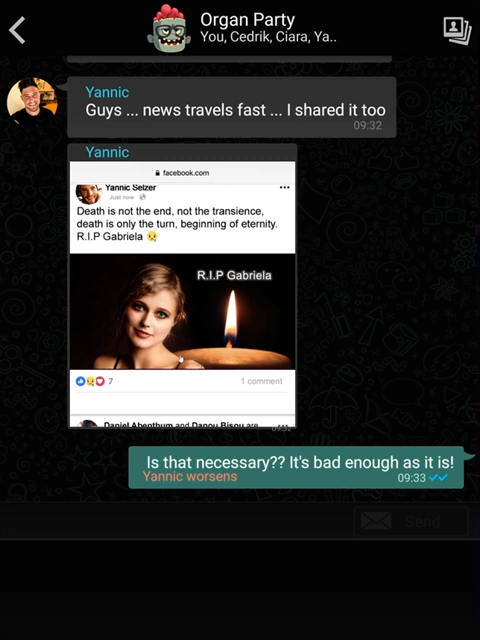 Organ Party
You, Cedrik, Ciara, Ya..
Yannic
Guys ... news travels fast ... I shared it too
09:32
Yannic
facebook.com
Yannic Selzer
Just now
Death is not the end, not the transience,
death is only the turn, beginning of eternity.
R.I.P Gabriela 😢
R.I.P Gabriela
7
1 comment
Daniel Abenthum and Danou Bisou are
Is that necessary?? It's bad enough as it is!
Yannic worsens
09:33
Send